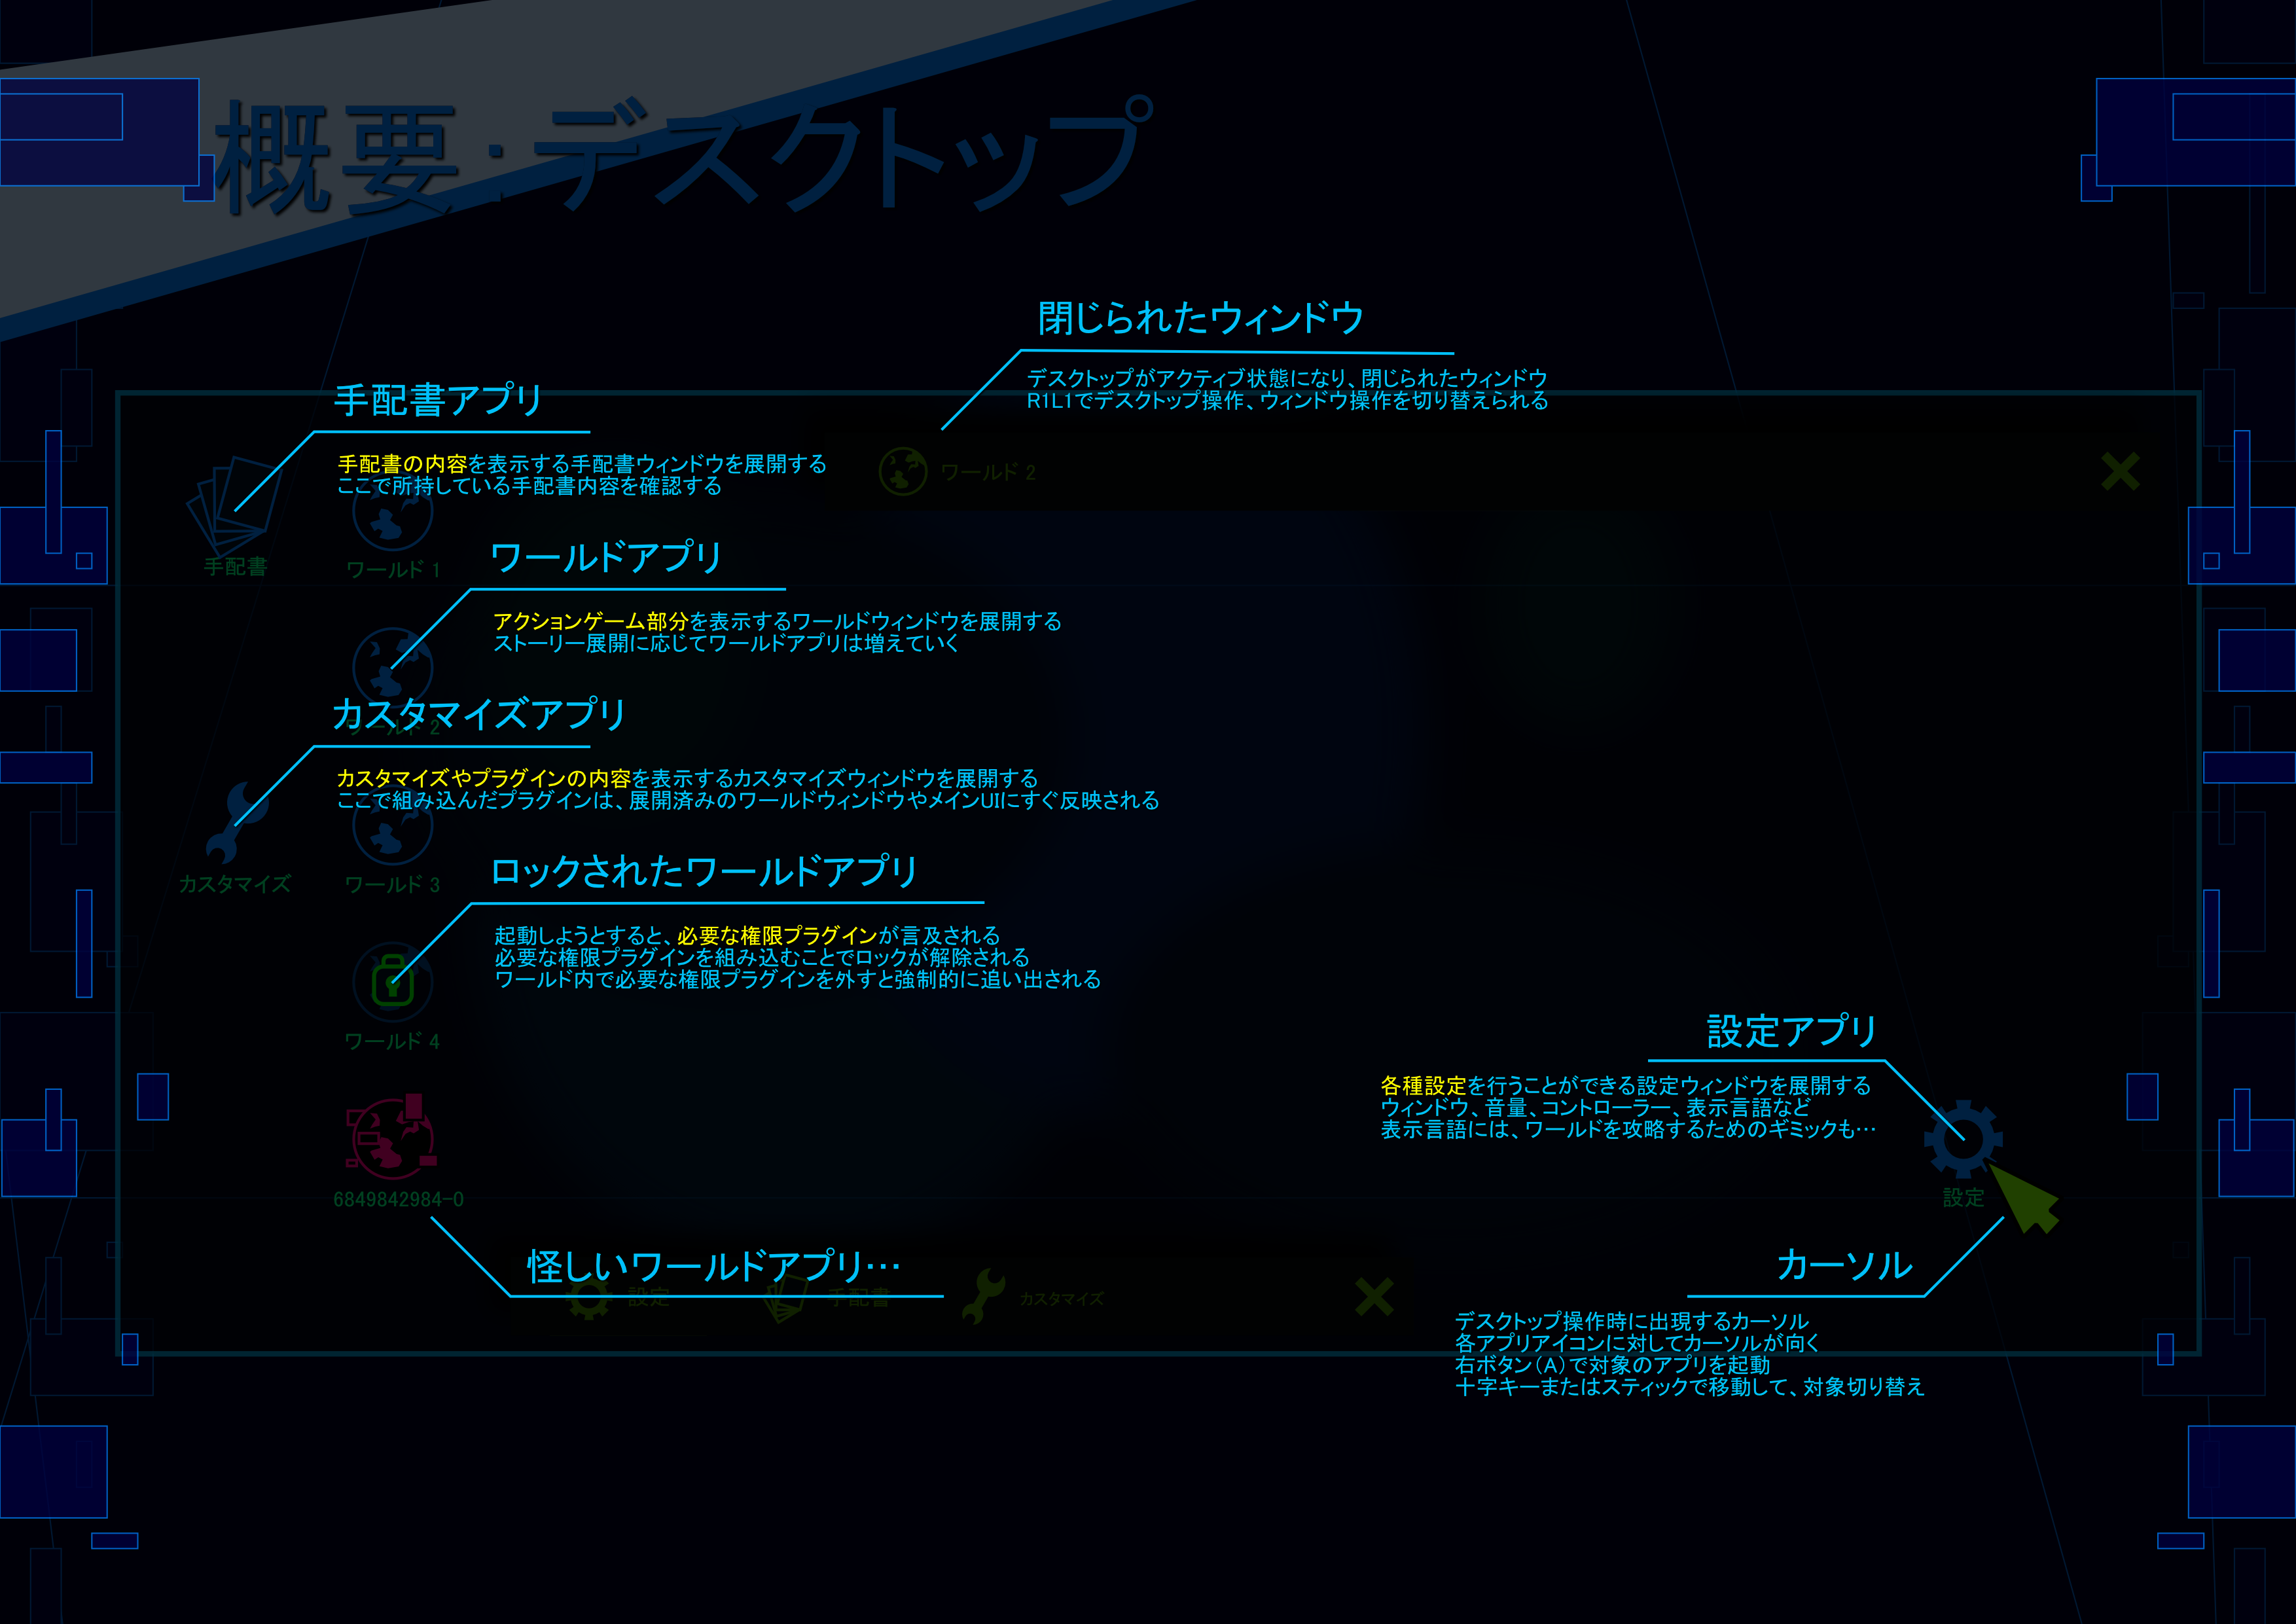 概要：デスクトップ
閉じられたウィンドウ
デスクトップがアクティブ状態になり、閉じられたウィンドウ
R1L1でデスクトップ操作、ウィンドウ操作を切り替えられる
手配書アプリ
手配書の内容を表示する手配書ウィンドウを展開する
ここで所持している手配書内容を確認する
ワールド 2
手配書
ワールド 1
ワールドアプリ
アクションゲーム部分を表示するワールドウィンドウを展開する
ストーリー展開に応じてワールドアプリは増えていく
ワールド 2
カスタマイズアプリ
カスタマイズやプラグインの内容を表示するカスタマイズウィンドウを展開する
ここで組み込んだプラグインは、展開済みのワールドウィンドウやメインUIにすぐ反映される
カスタマイズ
ワールド 3
ロックされたワールドアプリ
起動しようとすると、必要な権限プラグインが言及される
必要な権限プラグインを組み込むことでロックが解除される
ワールド内で必要な権限プラグインを外すと強制的に追い出される
ワールド 4
設定アプリ
各種設定を行うことができる設定ウィンドウを展開する
ウィンドウ、音量、コントローラー、表示言語など
表示言語には、ワールドを攻略するためのギミックも…
6849842984-0
設定
怪しいワールドアプリ…
設定
手配書
カスタマイズ
カーソル
デスクトップ操作時に出現するカーソル
各アプリアイコンに対してカーソルが向く
右ボタン(A)で対象のアプリを起動
十字キーまたはスティックで移動して、対象切り替え